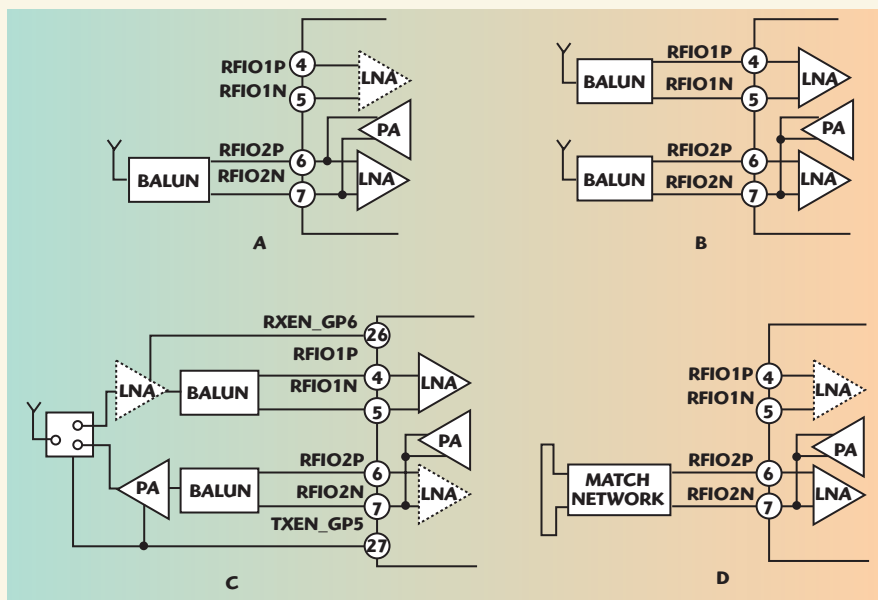 RFIO1P
4
RFIO1N
5
LNA
PA
RFIO2P
6
RFIO2N
7
BALUN
LNA
A
BALUN
RFIO1P
4
RFIO1N
5
LNA
PA
BALUN
RFIO2P
6
RFIO2N
7
LNA
B
RXEN_GP6
26
RFIO1P
4
RFIO1N
5
LNA
BALUN
LNA
PA
RFIO2P
6
RFIO2N
7
PA
BALUN
LNA
TXEN_GP5
27
C
RFIO1P
4
RFIO1N
5
LNA
PA
RFIO2P
6
RFIO2N
7
MATCH
NETWORK
LNA
D